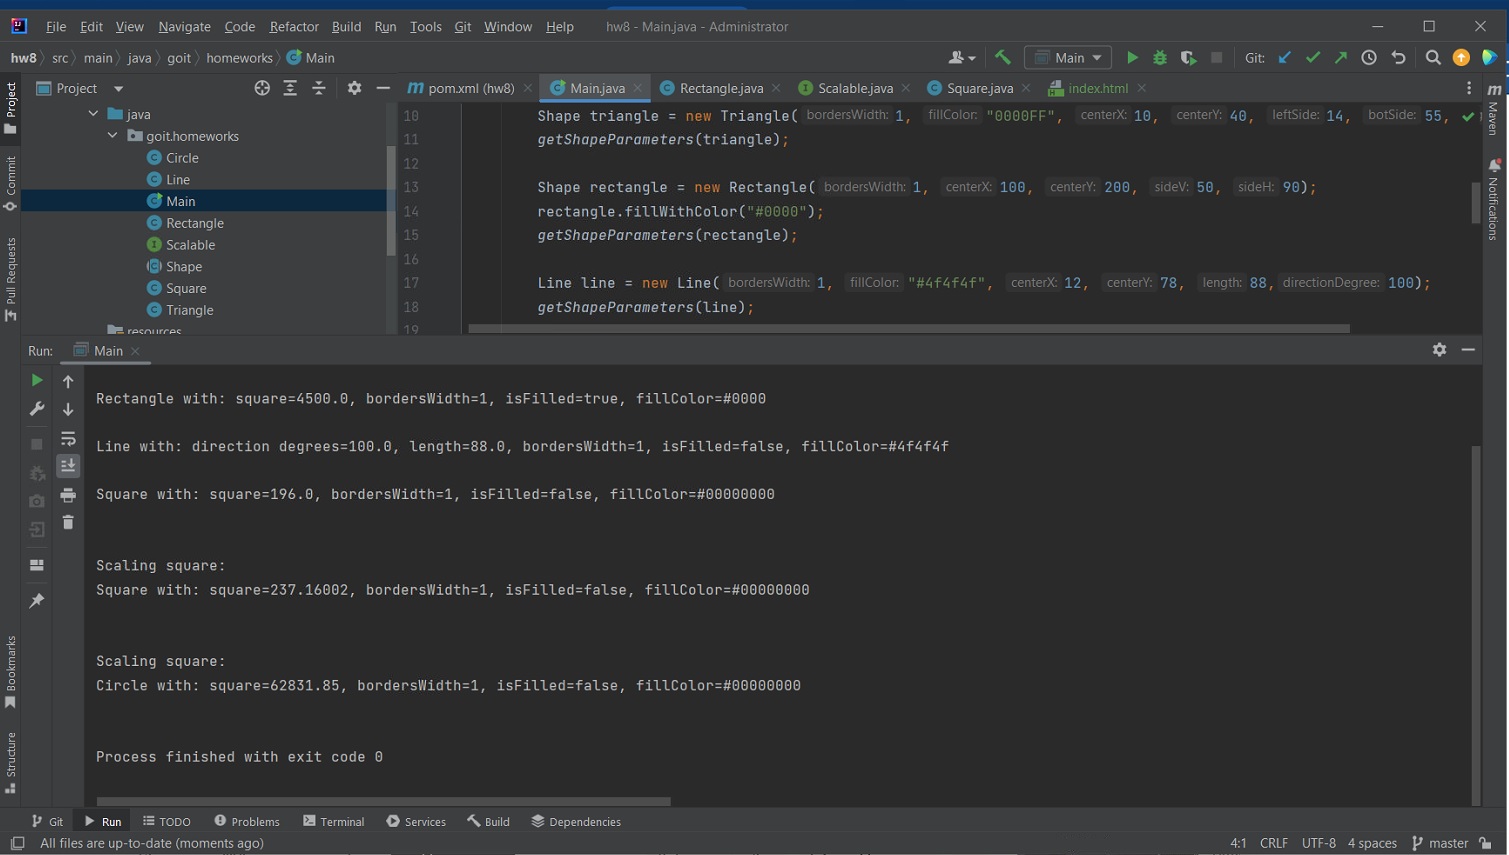 File Edit View Navigate Code Refactor Build Run Tools Git Window Help hw8 - Main.java - Administrator
hw8 src main java goit homeworks Main Main Git:
Project pom.xml (hw8) Main.java Rectangle.java Scalable.java Square.java index.html
Project
Commit
Pull Requests
java
goit.homeworks
Circle
Line
Main
Rectangle
Scalable
Shape
Square
Triangle
resources
10 Shape triangle = new Triangle( bordersWidth: 1, fillColor: "0000FF", centerX: 10, centerY: 40, leftSide: 14, botSide: 55,
11 getShapeParameters(triangle);
12
13 Shape rectangle = new Rectangle( bordersWidth: 1, centerX: 100, centerY: 200, sideV: 50, sideH: 90);
14 rectangle.fillWithColor("#0000");
15 getShapeParameters(rectangle);
16
17 Line line = new Line( bordersWidth: 1, fillColor: "#4f4f4f", centerX: 12, centerY: 78, length: 88, directionDegree: 100);
18 getShapeParameters(line);
19
Maven
Notifications
Run: Main
Rectangle with: square=4500.0, bordersWidth=1, isFilled=true, fillColor=#0000
Line with: direction degrees=100.0, length=88.0, bordersWidth=1, isFilled=false, fillColor=#4f4f4f
Square with: square=196.0, bordersWidth=1, isFilled=false, fillColor=#00000000
Scaling square:
Square with: square=237.16002, bordersWidth=1, isFilled=false, fillColor=#00000000
Scaling square:
Circle with: square=62831.85, bordersWidth=1, isFilled=false, fillColor=#00000000
Process finished with exit code 0
Bookmarks
Structure
Git Run TODO Problems Terminal Services Build Dependencies
All files are up-to-date (moments ago) 4:1 CRLF UTF-8 4 spaces master